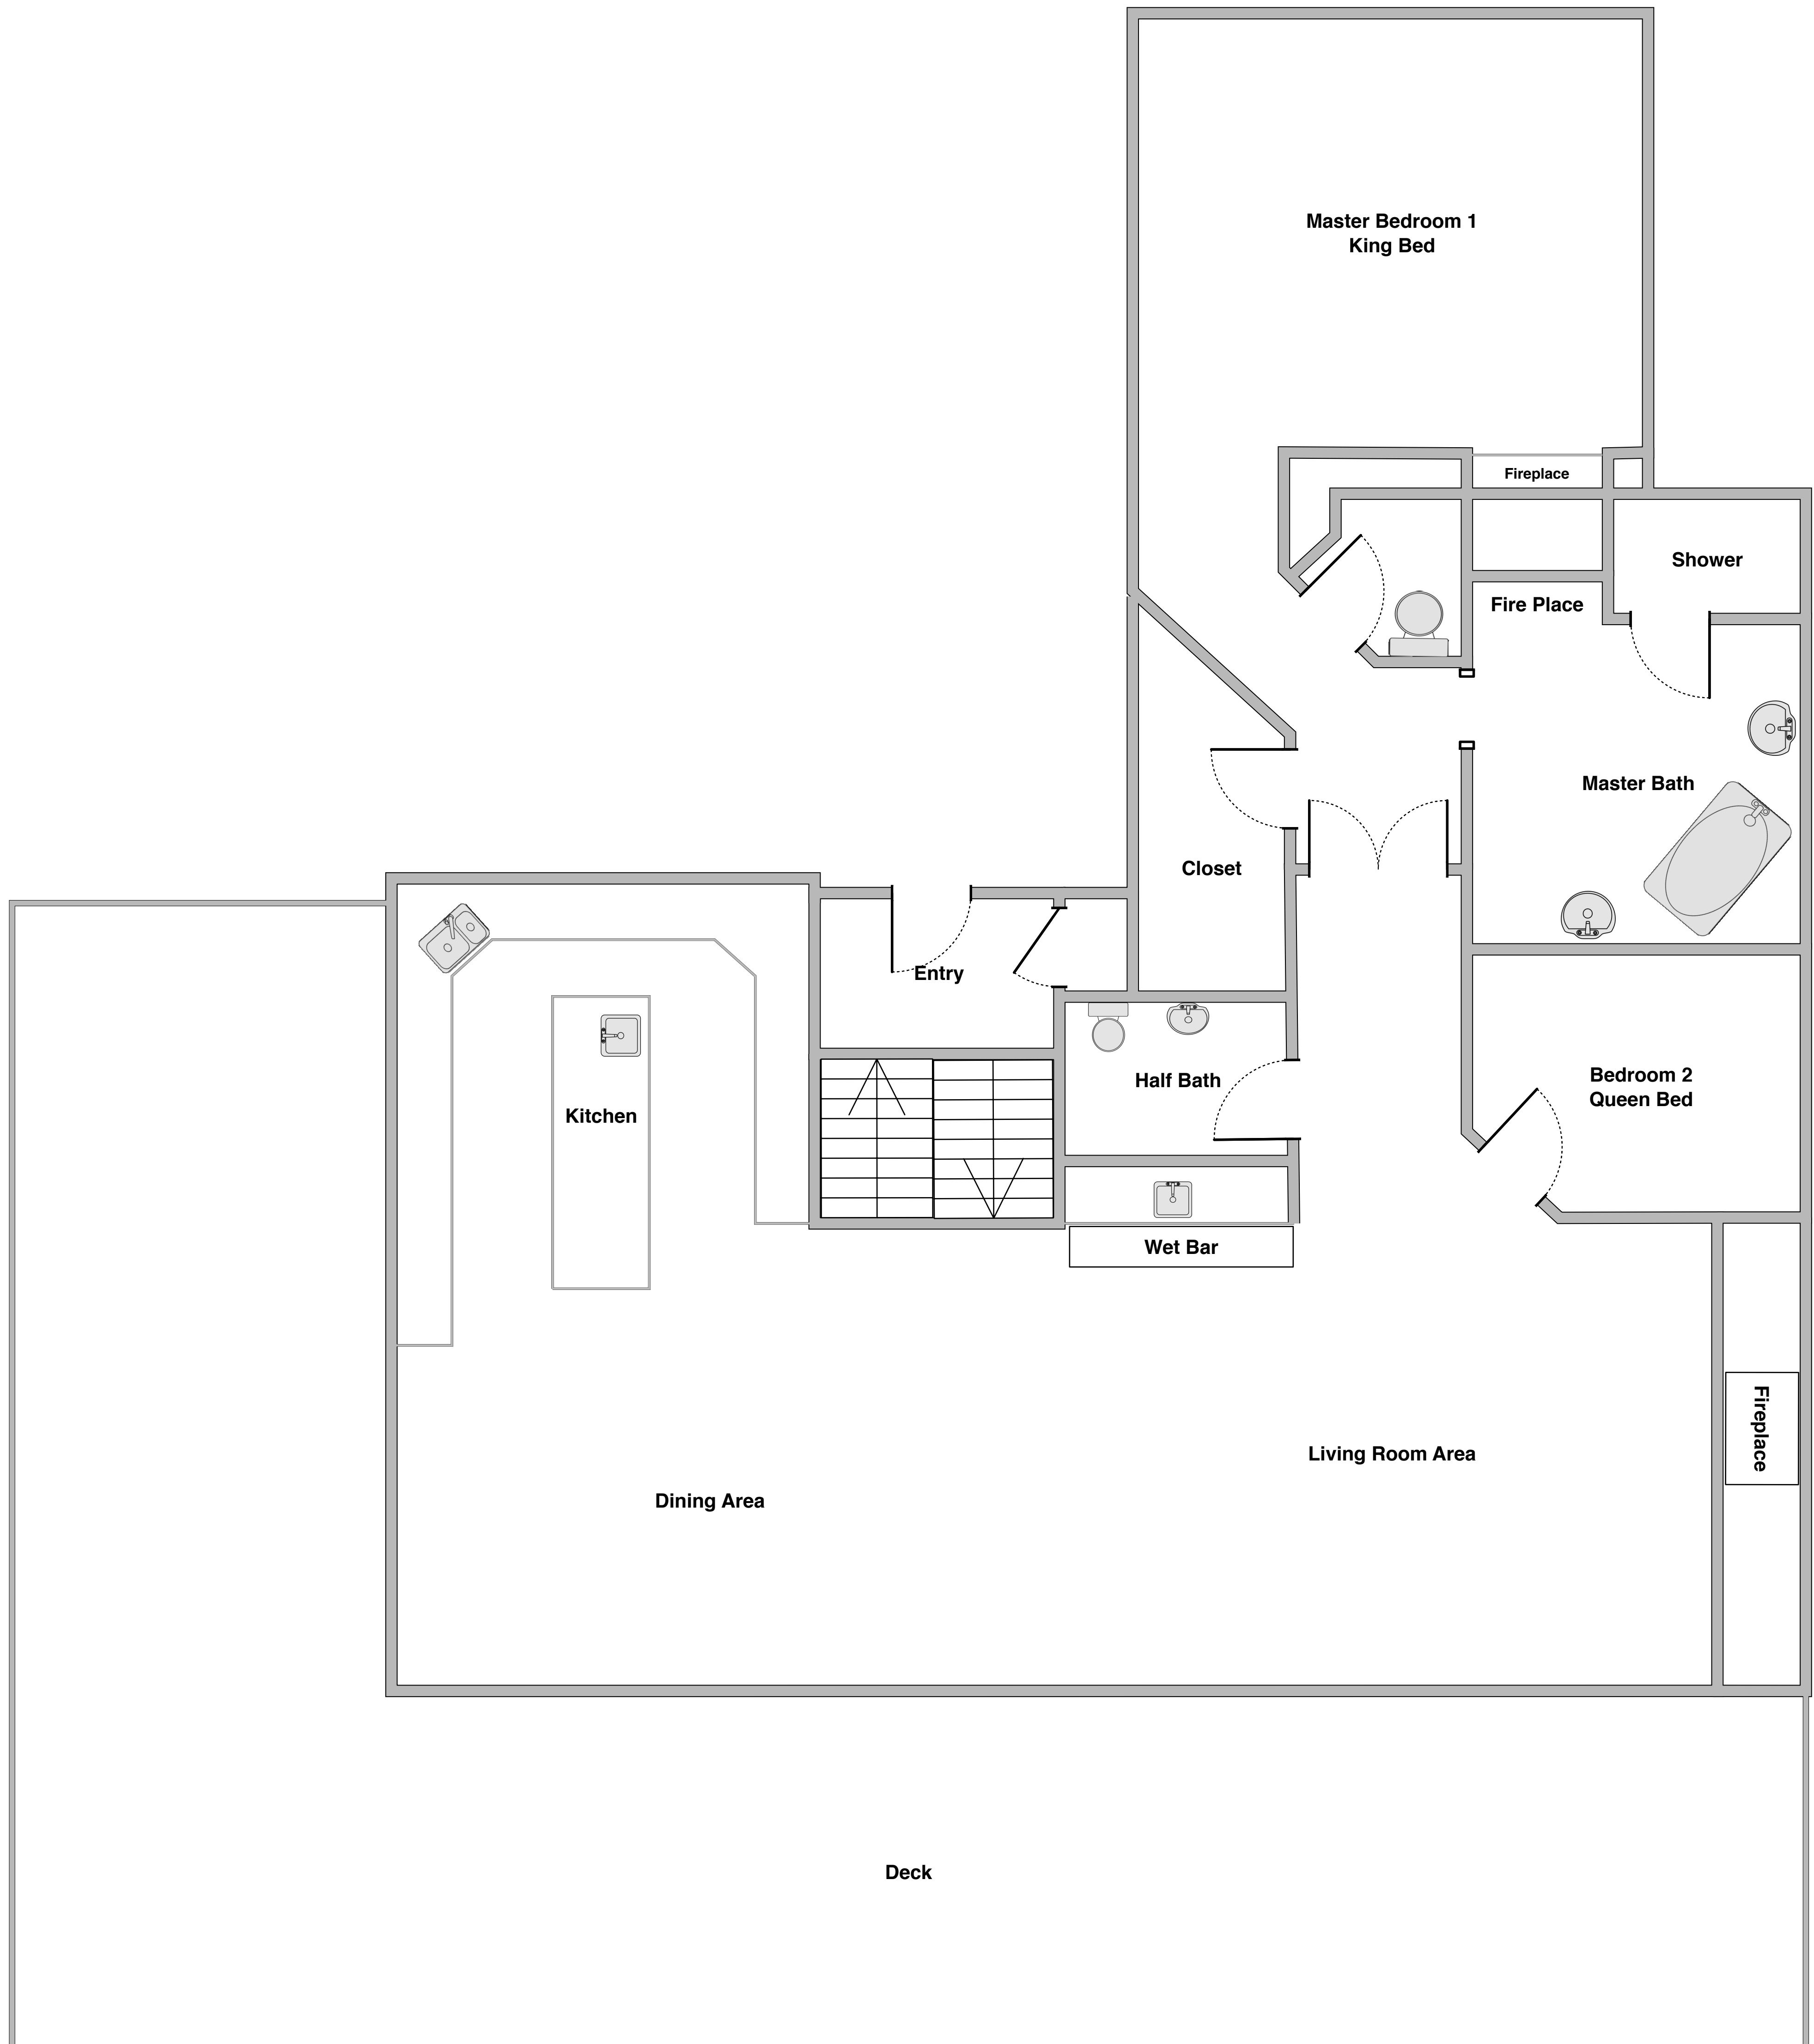 Master Bedroom 1
King Bed
Fireplace
Shower
Fire Place
Master Bath
Closet
Entry
Half Bath
Bedroom 2
Queen Bed
Kitchen
Wet Bar
Fireplace
Living Room Area
Dining Area
Deck